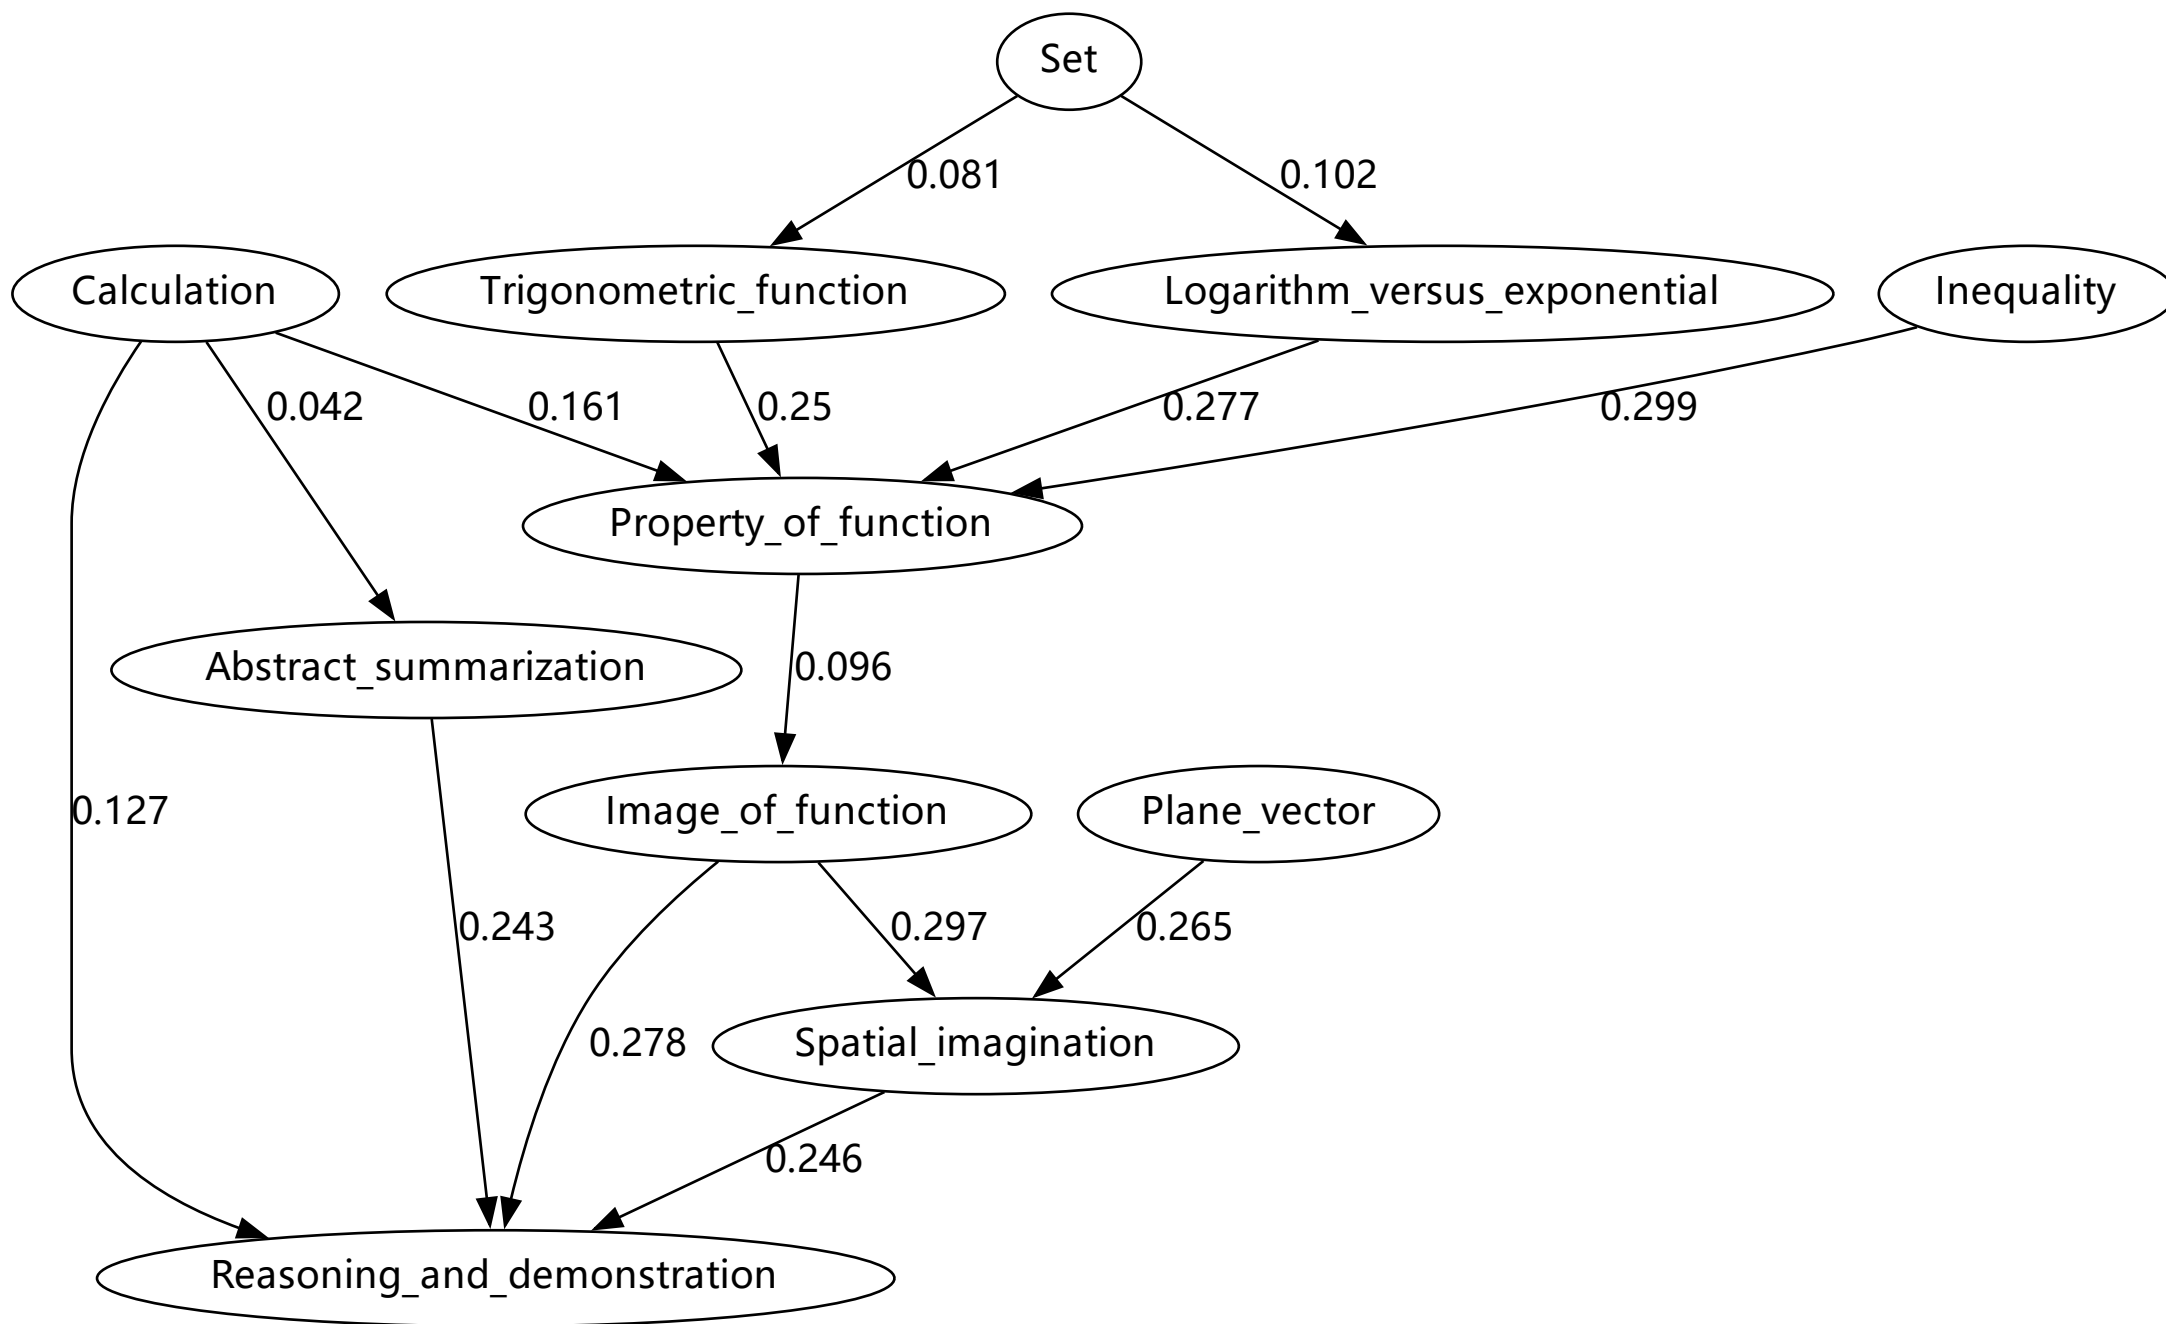 Set
0.081
0.102
Calculation
Trigonometric_function
Logarithm_versus_exponential
Inequality
0.042
0.161
0.25
0.277
0.299
Property_of_function
Abstract_summarization
0.096
0.127
Image_of_function
Plane_vector
0.243
0.297
0.265
0.278
Spatial_imagination
0.246
Reasoning_and_demonstration